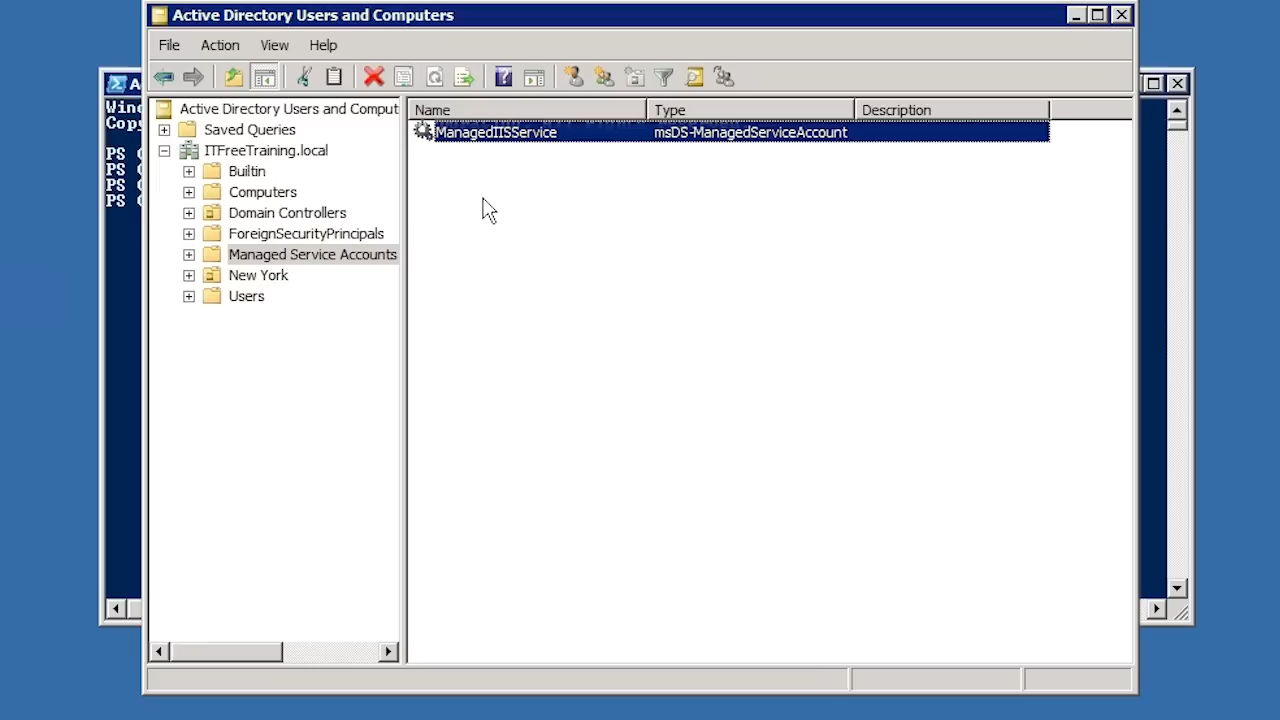 Active Directory Users and Computers
File Action View Help
Active Directory Users and Comput
Saved Queries
ITFreeTraining.local
Builtin
Computers
Domain Controllers
ForeignSecurityPrincipals
Managed Service Accounts
New York
Users
Name Type Description
ManagedIISService msDS-ManagedServiceAccount
A
Wind
Copy
PS C
PS C
PS C
PS C